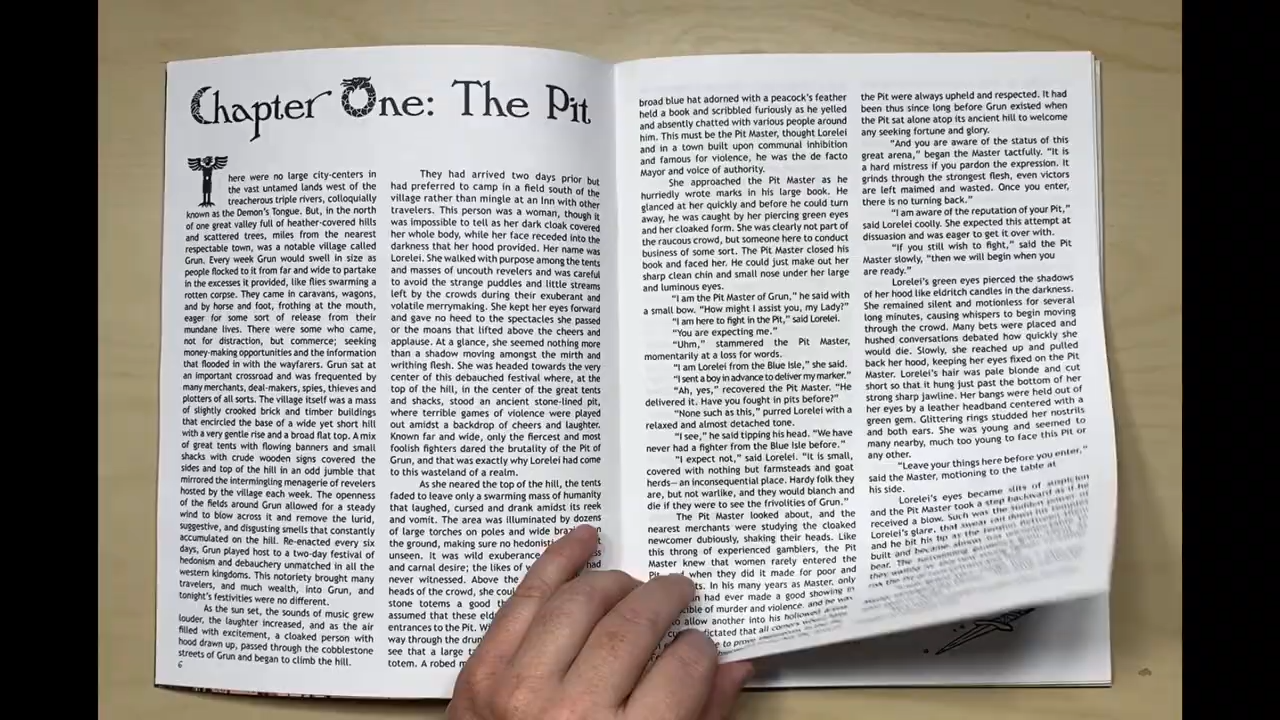 Chapter One: The Pit
There were no large city-centers in
the vast untamed lands west of the
treacherous triple rivers, colloquially
known as the Demon's Tongue. But, in the north
of one great valley full of heather-covered hills
and scattered trees, miles from the nearest
respectable town, was a notable village called
Grun. Every week Grun would swell in size as
people flocked to it from far and wide to partake
in the excesses it provided, like flies swarming a
rotten corpse. They came in caravans, wagons,
and by horse and foot, frothing at the mouth,
eager for some sort of release from their
mundane lives. There were some who came,
not for distraction, but commerce; seeking
money-making opportunities and the information
that flooded in with the wayfarers. Grun sat at
an important crossroad and was frequented by
many merchants, deal-makers, spies, thieves and
plotters of all sorts. The village itself was a mass
of slightly crooked brick and timber buildings
that encircled the base of a wide yet short hill
with a very gentle rise and a broad flat top. A mix
of great tents with flowing banners and small
shacks with crude wooden signs covered the
sides and top of the hill in an odd jumble that
mirrored the intermingling menagerie of revelers
hosted by the village each week. The openness
of the fields around Grun allowed for a steady
wind to blow across it and remove the lurid,
suggestive, and disgusting smells that constantly
accumulated on the hill. Re-enacted every six
days, Grun played host to a two-day festival of
hedonism and debauchery unmatched in all the
western kingdoms. This notoriety brought many
travelers, and much wealth, into Grun, and
tonight's festivities were no different.
As the sun set, the sounds of music grew
louder, the laughter increased, and as the air
filled with excitement, a cloaked person with
hood drawn up, passed through the cobblestone
streets of Grun and began to climb the hill.
6
They had arrived two days prior but
had preferred to camp in a field south of the
village rather than mingle at an Inn with other
travelers. This person was a woman, though it
was impossible to tell as her dark cloak covered
her whole body, while her face receded into the
darkness that her hood provided. Her name was
Lorelei. She walked with purpose among the tents
and masses of uncouth revelers and was careful
to avoid the strange puddles and little streams
left by the crowds during their exuberant and
volatile merrymaking. She kept her eyes forward
and gave no heed to the spectacles she passed
or the moans that lifted above the cheers and
applause. At a glance, she seemed nothing more
than a shadow moving amongst the mirth and
writhing flesh. She was headed towards the very
center of this debauched festival where, at the
top of the hill, in the center of the great tents
and shacks, stood an ancient stone-lined pit,
where terrible games of violence were played
out amidst a backdrop of cheers and laughter.
Known far and wide, only the fiercest and most
foolish fighters dared the brutality of the Pit of
Grun, and that was exactly why Lorelei had come
to this wasteland of a realm.
As she neared the top of the hill, the tents
faded to leave only a swarming mass of humanity
that laughed, cursed and drank amidst its reek
and vomit. The area was illuminated by dozens
of large torches on poles and wide
the ground, making sure no hedonis
unseen. It was wild exuberance
and carnal desire; the likes of had
never witnessed. Above the
heads of the crowd, she cou
stone totems a good
assumed that these eld
entrances to the Pit.
way through the drun
see that a large
totem. A robed
broad blue hat adorned with a peacock's feather
held a book and scribbled furiously as he yelled
and absently chatted with various people around
him. This must be the Pit Master, thought Lorelei
and in a town built upon communal inhibition
and famous for violence, he was the de facto
Mayor and voice of authority.
She approached the Pit Master as he
hurriedly wrote marks in his large book. He
glanced at her quickly and before he could turn
away, he was caught by her piercing green eyes
and her cloaked form. She was clearly not part of
the raucous crowd, but someone here to conduct
business of some sort. The Pit Master closed his
book and faced her. He could just make out her
sharp clean chin and small nose under her large
and luminous eyes.
"I am the Pit Master of Grun," he said with
a small bow. "How might I assist you, my Lady?"
"I am here to fight in the Pit," said Lorelei.
"You are expecting me."
"Uhm," stammered the Pit Master,
momentarily at a loss for words.
"I am Lorelei from the Blue Isle," she said.
"I sent a boy in advance to deliver my marker."
"Ah, yes," recovered the Pit Master. "He
delivered it. Have you fought in pits before?"
"None such as this," purred Lorelei with a
relaxed and almost detached tone.
"I see," he said tipping his head. "We have
never had a fighter from the Blue Isle before."
"I expect not," said Lorelei. "It is small,
covered with nothing but farmsteads and goat
herds— an inconsequential place. Hardy folk they
are, but not warlike, and they would blanch and
die if they were to see the frivolities of Grun."
The Pit Master looked about, and the
nearest merchants were studying the cloaked
newcomer dubiously, shaking their heads. Like
this throng of experienced gamblers, the Pit
Master knew that women rarely entered the
when they did it made for poor and
In his many years as Master, only
had ever made a good showing in
of murder and violence, and he was
to allow another into his hallowed
dictated that all comers
to prove
the Pit were always upheld and respected. It had
been thus since long before Grun existed when
the Pit sat alone atop its ancient hill to welcome
any seeking fortune and glory.
"And you are aware of the status of this
great arena," began the Master tactfully. "It is
a hard mistress if you pardon the expression. It
grinds through the strongest flesh, even victors
are left maimed and wasted. Once you enter,
there is no turning back."
"I am aware of the reputation of your Pit,"
said Lorelei coolly. She expected this attempt at
dissuasion and was eager to get it over with.
"If you still wish to fight," said the Pit
Master slowly, "then we will begin when you
are ready."
Lorelei's green eyes pierced the shadows
of her hood like eldritch candles in the darkness.
She remained silent and motionless for several
long minutes, causing whispers to begin moving
through the crowd. Many bets were placed and
hushed conversations debated how quickly she
would die. Slowly, she reached up and pulled
back her hood, keeping her eyes fixed on the Pit
Master. Lorelei's hair was pale blonde and cut
short so that it hung just past the bottom of her
strong sharp jawline. Her bangs were held out of
her eyes by a leather headband centered with a
green gem. Glittering rings studded her nostrils
and both ears. She was young and seemed to
many nearby, much too young to face this Pit or
any other.
"Leave your things here before you enter,"
said the Master, motioning to the table at
his side.
Lorelei's eyes became slits of suspicion
and the Pit Master took a step backward as if he
received a blow. Such was the hidden power of
Lorelei's glare, that
and he bit his lip as the
built and became almost
bear. The